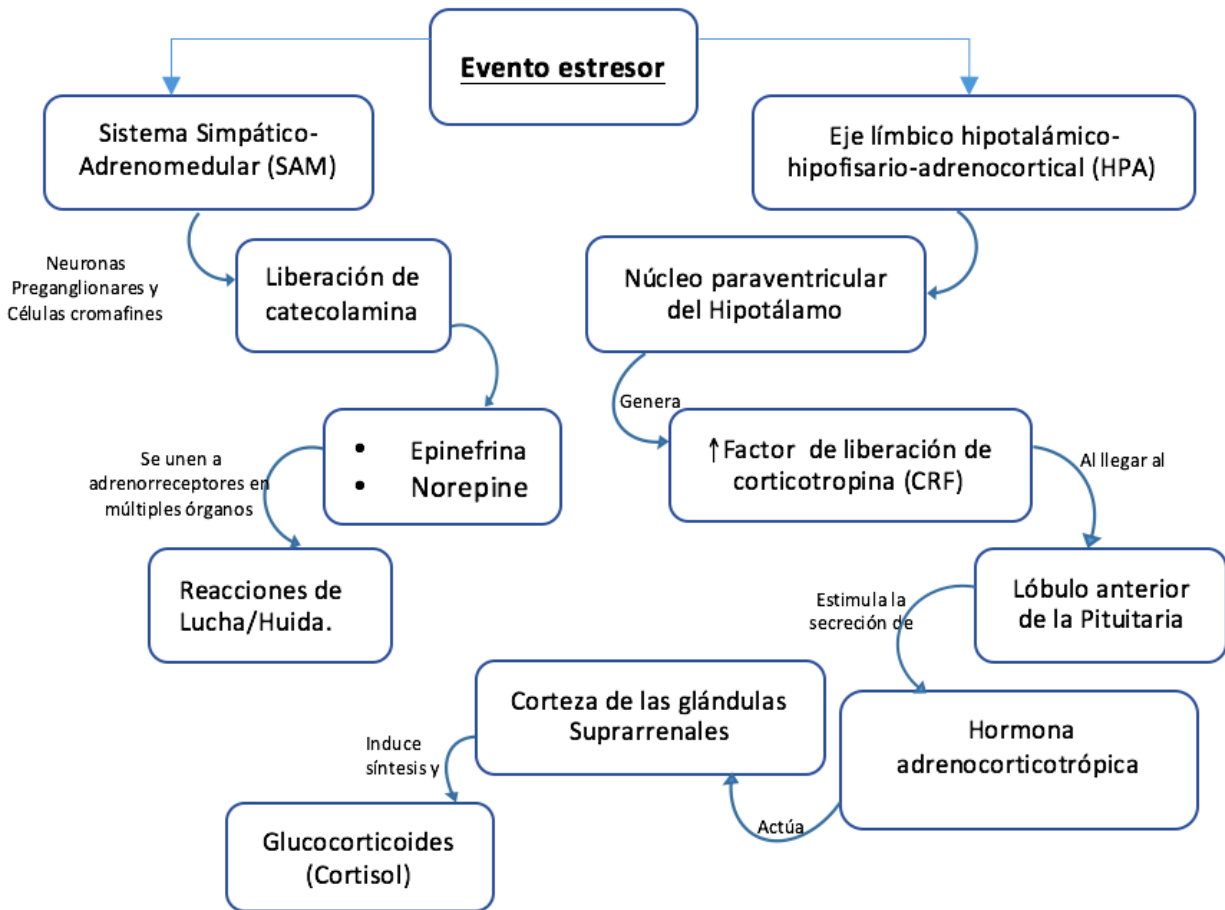 Evento estresor
Sistema Simpático-
Adrenomedular (SAM)
Eje límbico hipotalámico-
hipofisario-adrenocortical (HPA)
Neuronas
Preganglionares y
Células cromafines
Liberación de
catecolamina
Núcleo paraventricular
del Hipotálamo
Genera
• Epinefrina
• Norepine
↑Factor de liberación de
corticotropina (CRF)
Al llegar al
Se unen a
adrenorreceptores en
múltiples órganos
Reacciones de
Lucha/Huida.
Lóbulo anterior
de la Pituitaria
Estimula la
secreción de
Hormona
adrenocorticotrópica
Actúa
Corteza de las glándulas
Suprarrenales
Induce
síntesis y
Glucocorticoides
(Cortisol)